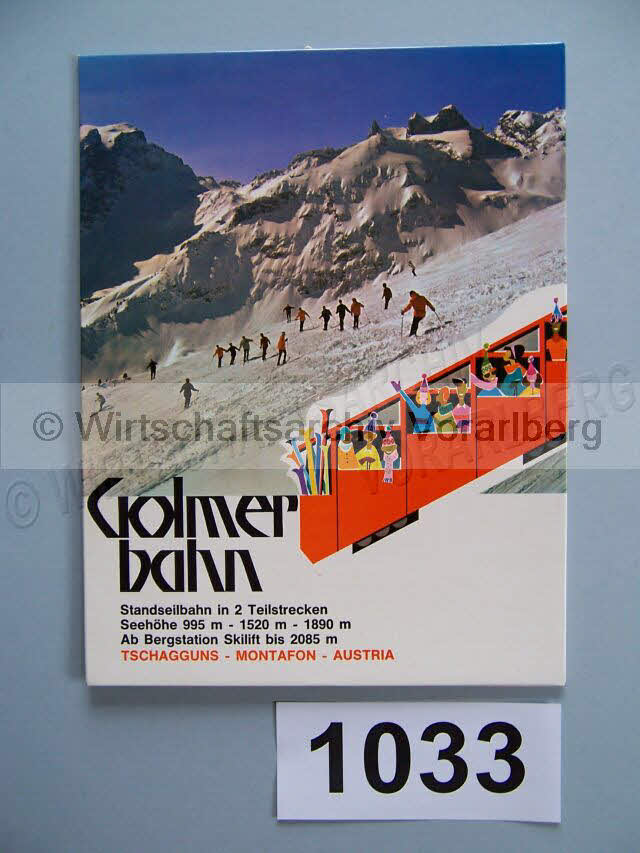 © Wirtschaftsarchiv Vorarlberg
Golmer
bahn
Standseilbahn in 2 Teilstrecken
Seehöhe 995 m - 1520 m - 1890 m
Ab Bergstation Skilift bis 2085 m
TSCHAGGUNS - MONTAFON - AUSTRIA
1033